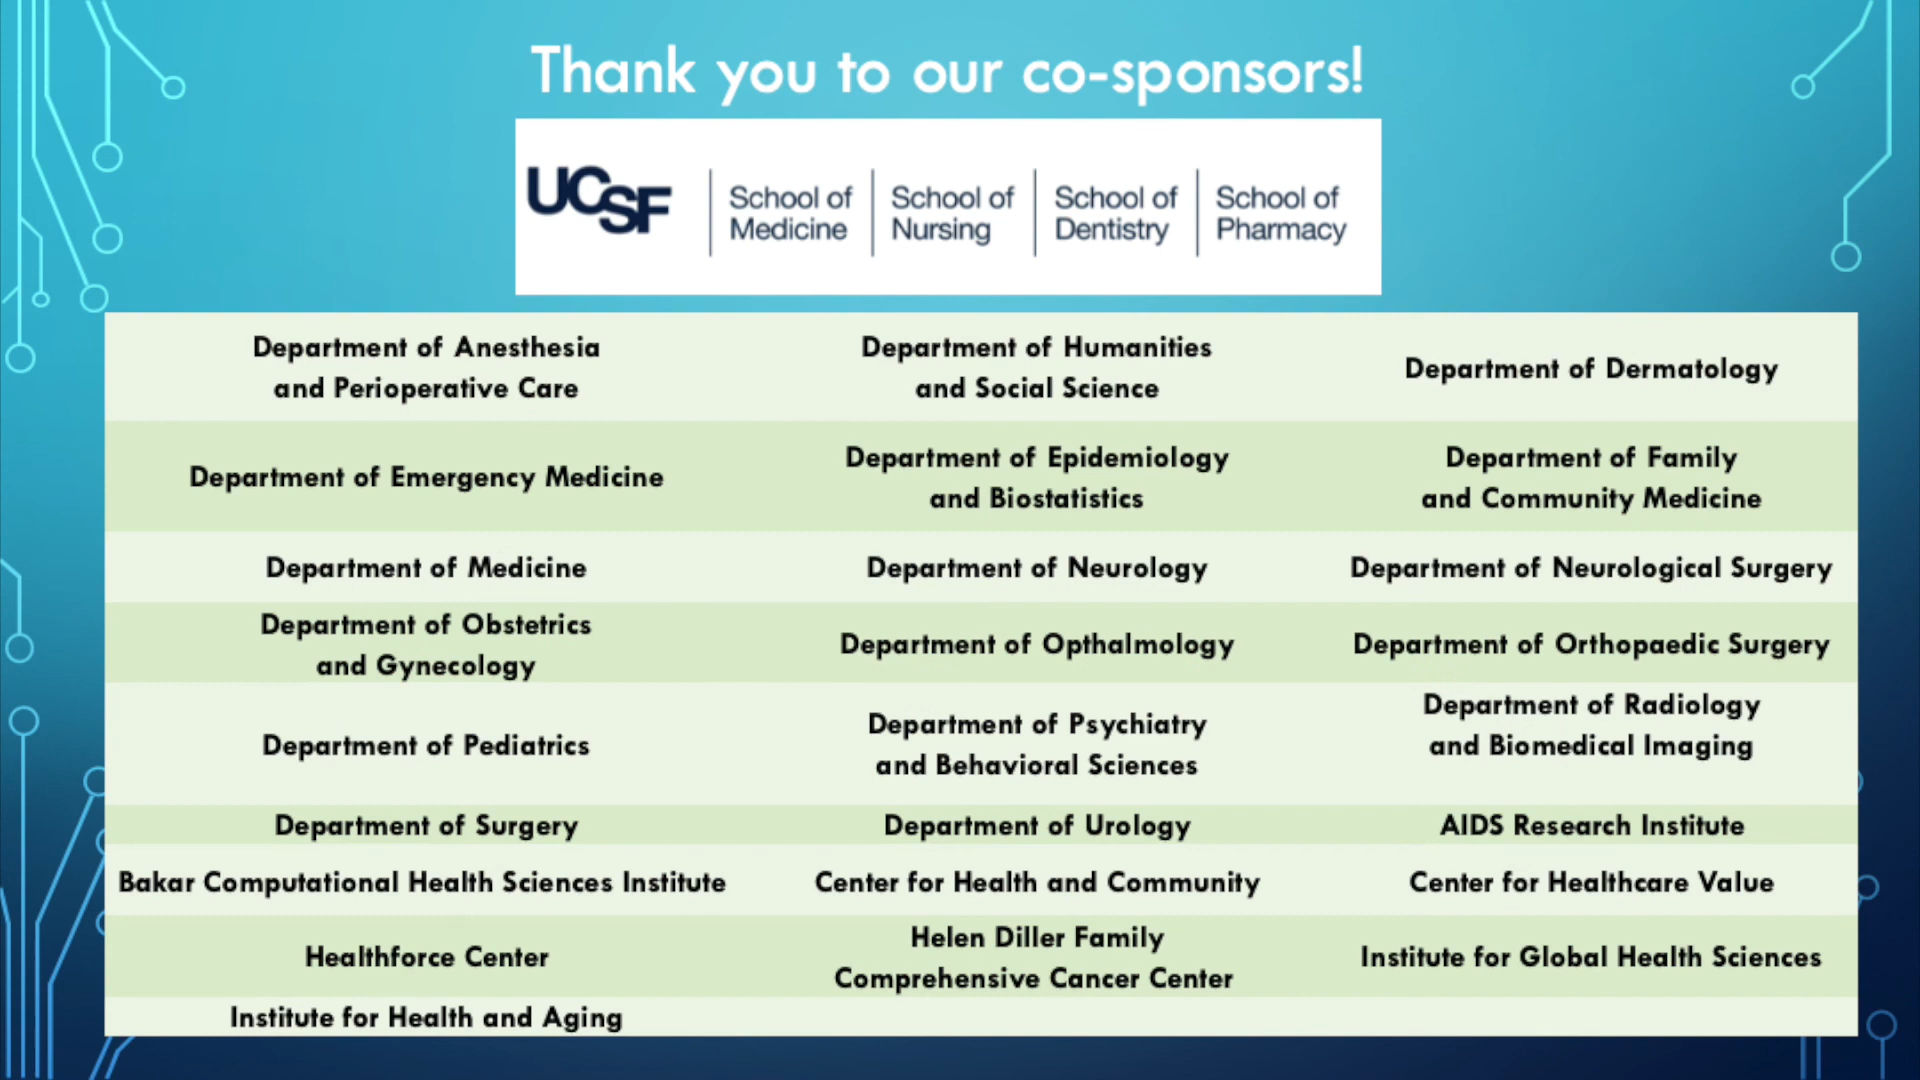 Thank you to our co-sponsors!
UCSF
School of Medicine
School of Nursing
School of Dentistry
School of Pharmacy
Department of Anesthesia
and Perioperative Care
Department of Humanities
and Social Science
Department of Dermatology
Department of Emergency Medicine
Department of Epidemiology
and Biostatistics
Department of Family
and Community Medicine
Department of Medicine
Department of Neurology
Department of Neurological Surgery
Department of Obstetrics
and Gynecology
Department of Opthalmology
Department of Orthopaedic Surgery
Department of Pediatrics
Department of Psychiatry
and Behavioral Sciences
Department of Radiology
and Biomedical Imaging
Department of Surgery
Department of Urology
AIDS Research Institute
Bakar Computational Health Sciences Institute
Center for Health and Community
Center for Healthcare Value
Healthforce Center
Helen Diller Family
Comprehensive Cancer Center
Institute for Global Health Sciences
Institute for Health and Aging